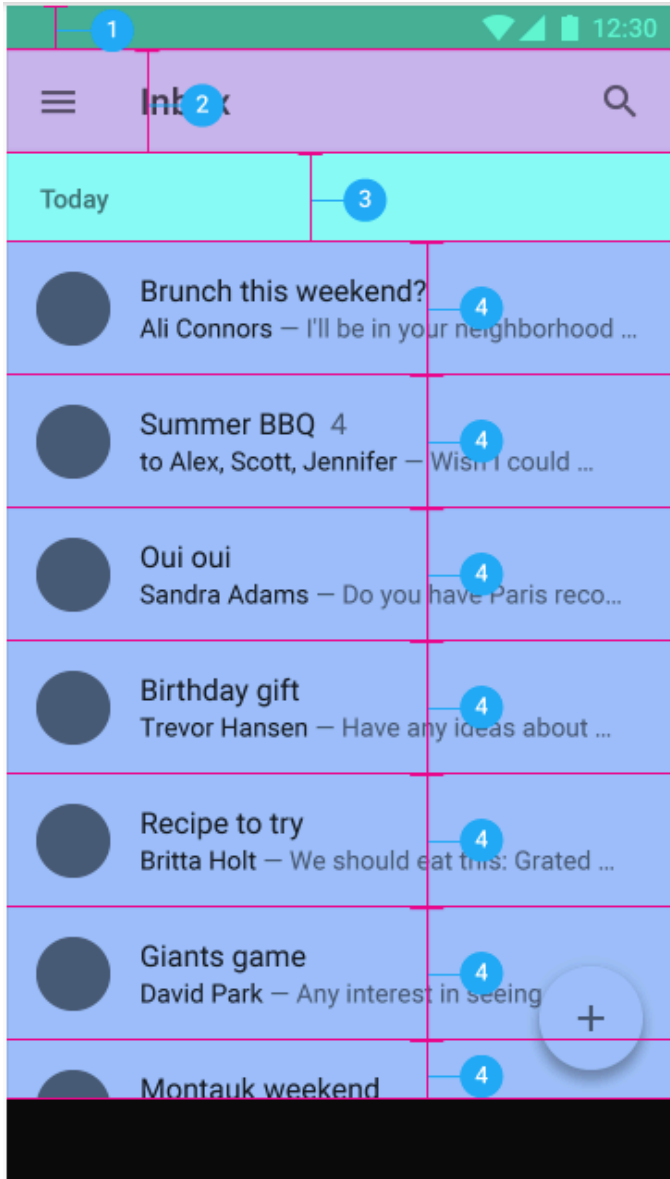 1
12:30
Inbox
2
Today
3
Brunch this weekend?
Ali Connors — I'll be in your neighborhood ...
4
Summer BBQ 4
to Alex, Scott, Jennifer — Wish I could ...
4
Oui oui
Sandra Adams — Do you have Paris reco...
4
Birthday gift
Trevor Hansen — Have any ideas about ...
4
Recipe to try
Britta Holt — We should eat this: Grated ...
4
Giants game
David Park — Any interest in seeing
4
+
Montauk weekend
4